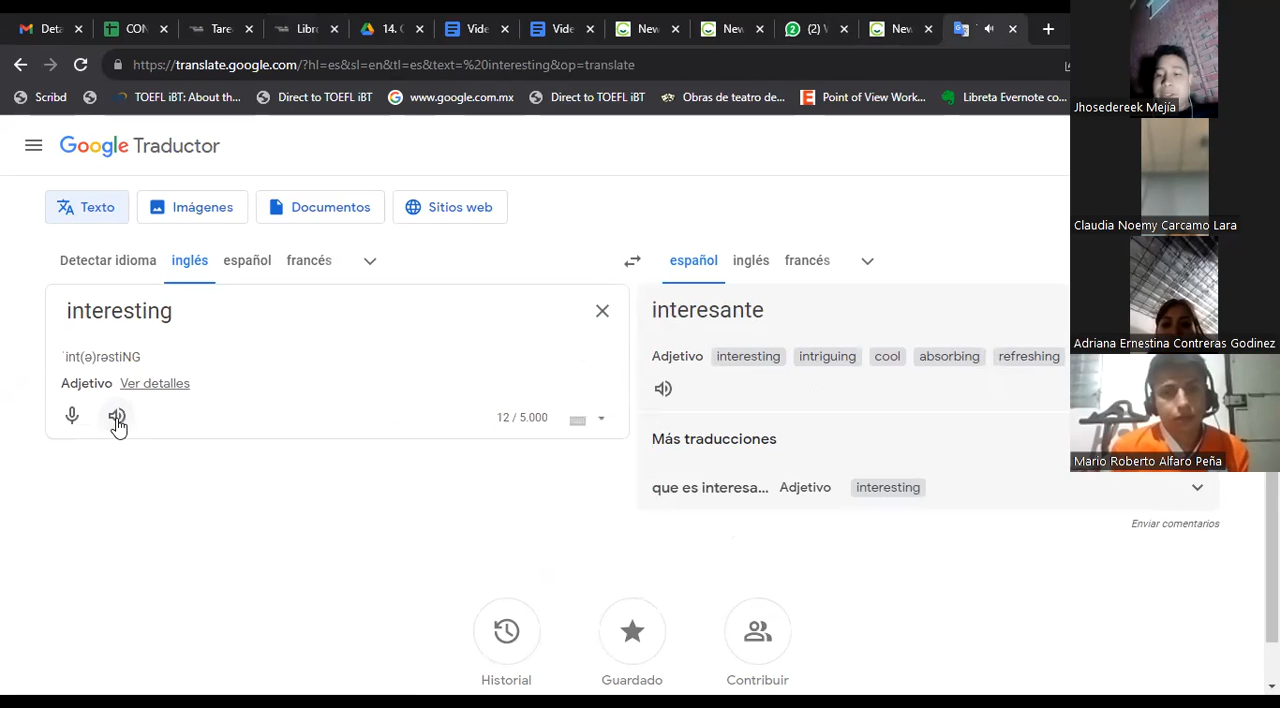 Deta
CON
Tare
Libro
14. C
Vide
Vide
New
New
(2) V
New
https://translate.google.com/?hl=es&sl=en&tl=es&text=%20interesting&op=translate
Scribd
TOEFL iBT: About th...
Direct to TOEFL iBT
www.google.com.mx
Direct to TOEFL iBT
Obras de teatro de...
Point of View Work...
Libreta Evernote co...
Jhosedereek Mejía
Google Traductor
Texto
Imágenes
Documentos
Sitios web
Claudia Noemy Carcamo Lara
Detectar idioma
inglés
español
francés
español
inglés
francés
interesting
interesante
ˈint(ə)rəstiNG
Adjetivo interesting intriguing cool absorbing refreshing
Adriana Ernestina Contreras Godinez
Adjetivo Ver detalles
12 / 5.000
Más traducciones
Mario Roberto Alfaro Peña
que es interesa... Adjetivo interesting
Enviar comentarios
Historial
Guardado
Contribuir